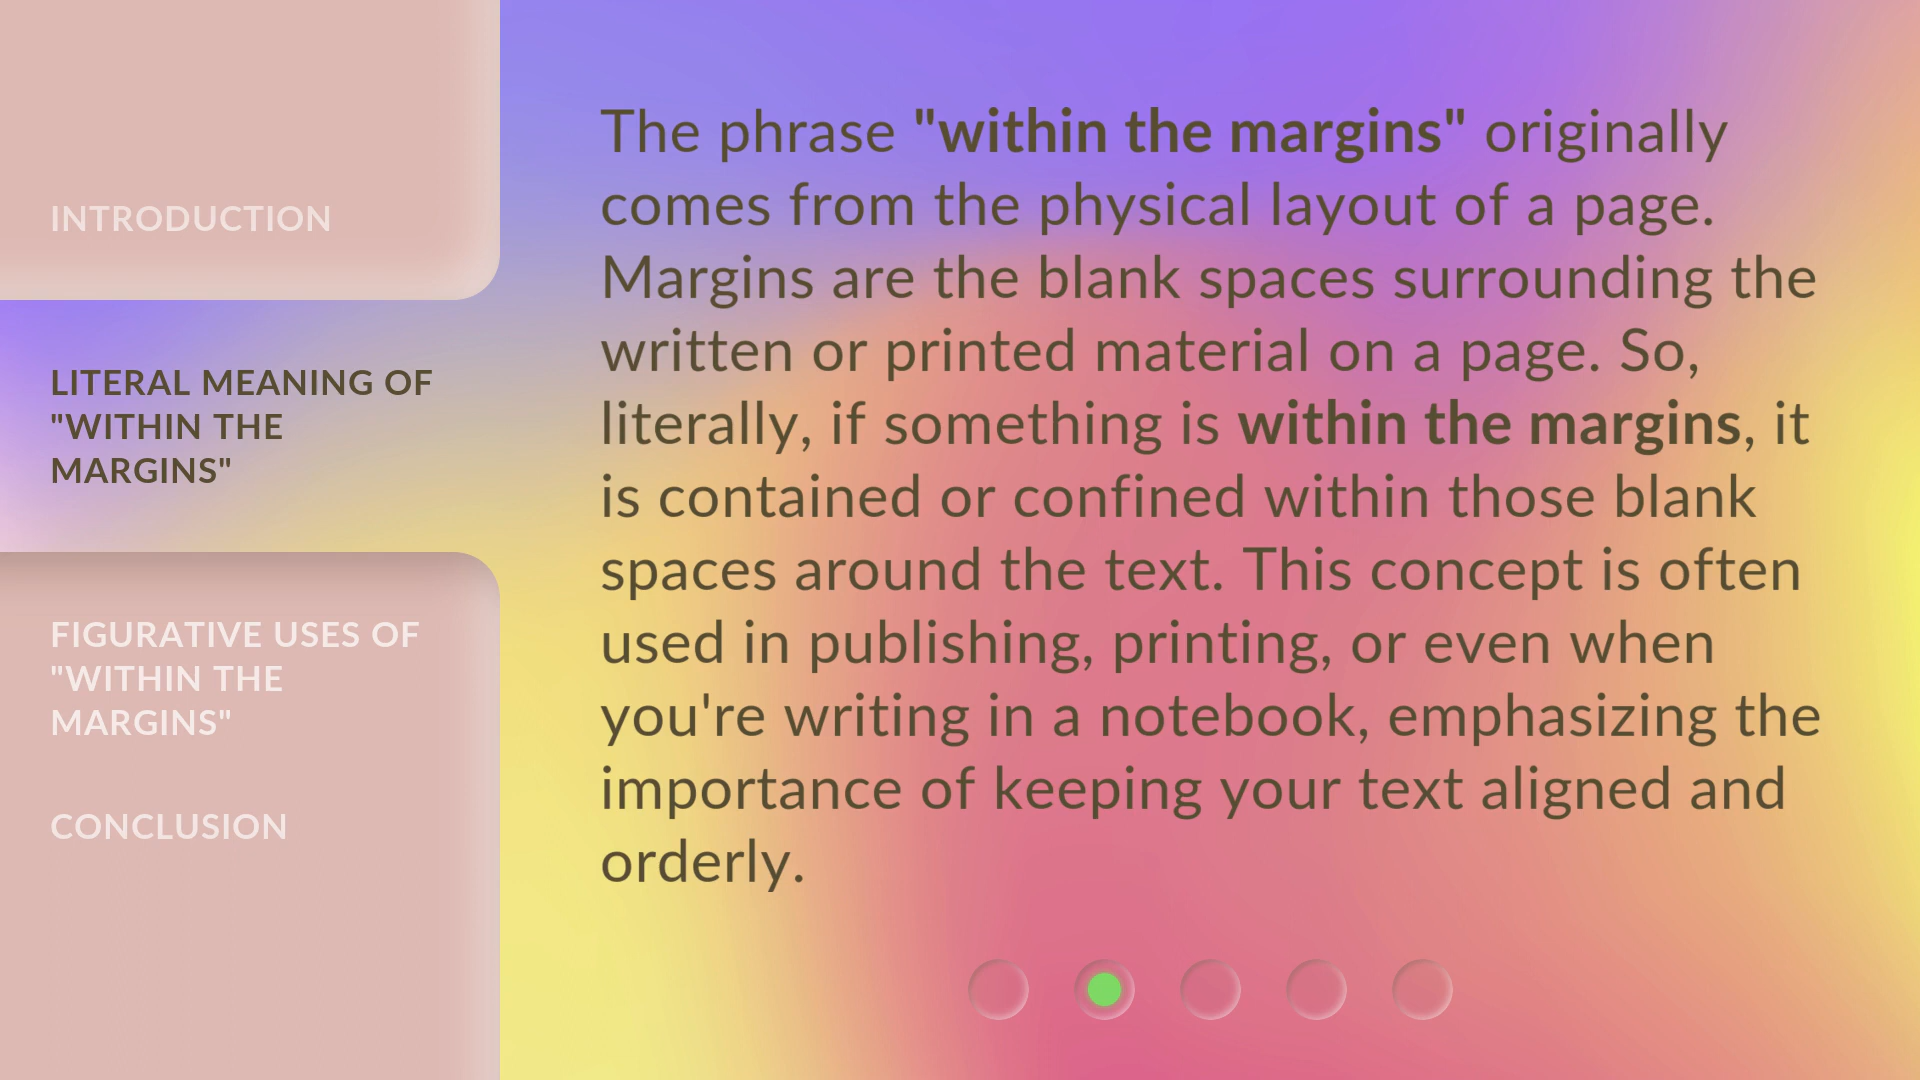 INTRODUCTION
LITERAL MEANING OF
"WITHIN THE
MARGINS"
FIGURATIVE USES OF
"WITHIN THE
MARGINS"
CONCLUSION
The phrase "within the margins" originally
comes from the physical layout of a page.
Margins are the blank spaces surrounding the
written or printed material on a page. So,
literally, if something is within the margins, it
is contained or confined within those blank
spaces around the text. This concept is often
used in publishing, printing, or even when
you're writing in a notebook, emphasizing the
importance of keeping your text aligned and
orderly.